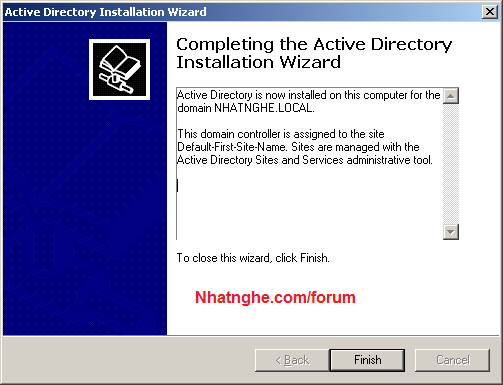 Active Directory Installation Wizard
Completing the Active Directory
Installation Wizard
Active Directory is now installed on this computer for the
domain NHATNGHE.LOCAL.
This domain controller is assigned to the site
Default-First-Site-Name. Sites are managed with the
Active Directory Sites and Services administrative tool.
To close this wizard, click Finish.
Nhatnghe.com/forum
< Back
Finish
Cancel